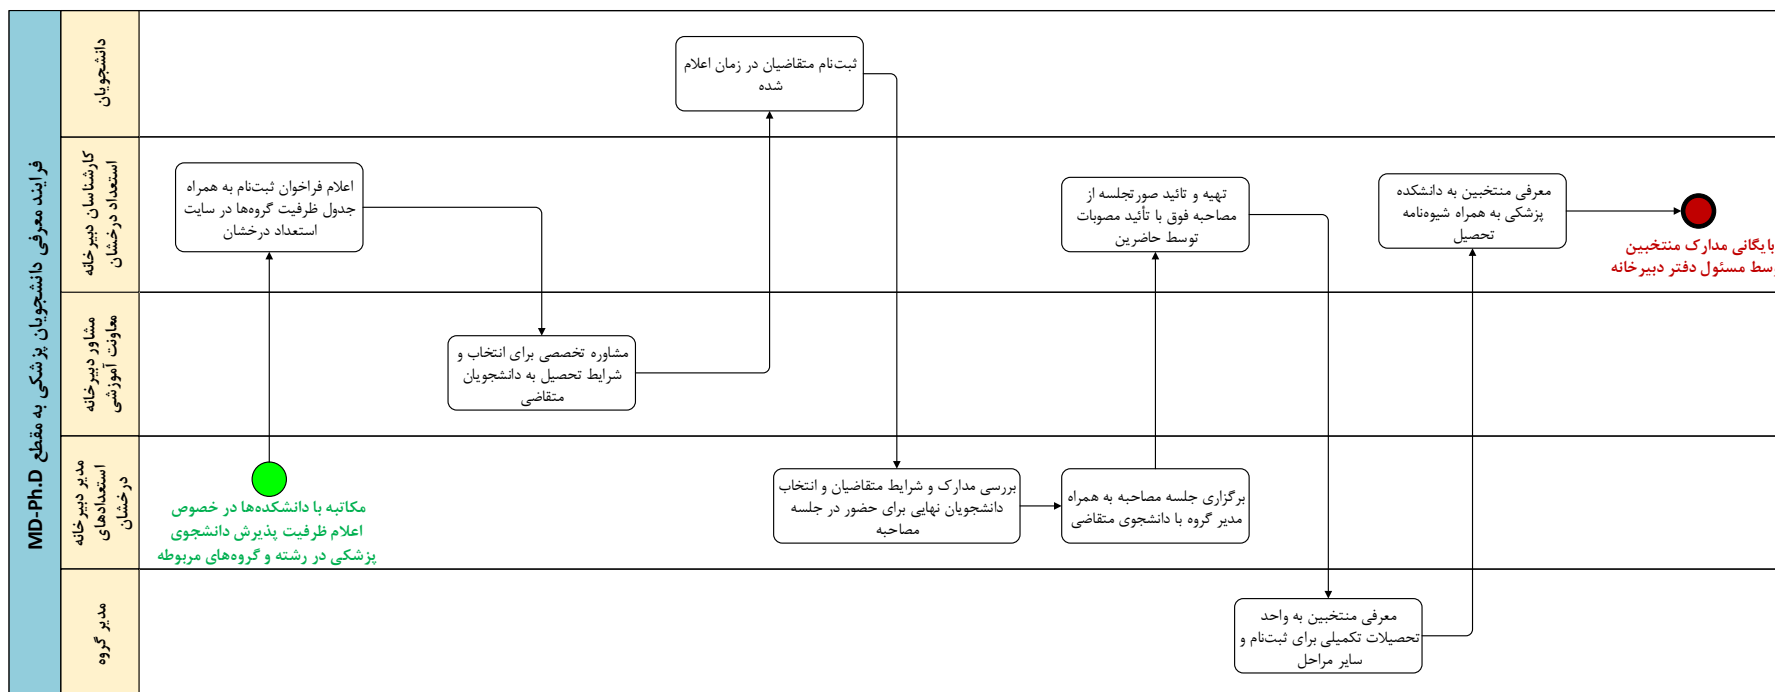 فرایند معرفی دانشجویان پزشکی به مقطع MD-Ph.D
دانشجویان
ثبت‌نام متقاضیان در زمان اعلام
شده
کارشناسان دبیرخانه
استعداد درخشان
اعلام فراخوان ثبت‌نام به همراه
جدول ظرفیت گروه‌ها در سایت
استعداد درخشان
تهیه و تائید صورتجلسه از
مصاحبه فوق با تأئید مصوبات
توسط حاضرین
معرفی منتخبین به دانشکده
پزشکی به همراه شیوه‌نامه
تحصیل
بایگانی مدارک منتخبین
وسط مسئول دفتر دبیرخانه
مشاور دبیرخانه
معاونت آموزشی
مشاوره تخصصی برای انتخاب و
شرایط تحصیل به دانشجویان
متقاضی
مدیر دبیرخانه
استعدادهای
درخشان
مکاتبه با دانشکده‌ها در خصوص
اعلام ظرفیت پذیرش دانشجوی
پزشکی در رشته و گروه‌های مربوطه
بررسی مدارک و شرایط متقاضیان و انتخاب
دانشجویان نهایی برای حضور در جلسه
مصاحبه
برگزاری جلسه مصاحبه به همراه
مدیر گروه با دانشجوی متقاضی
مدیر گروه
معرفی منتخبین به واحد
تحصیلات تکمیلی برای ثبت‌نام و
سایر مراحل